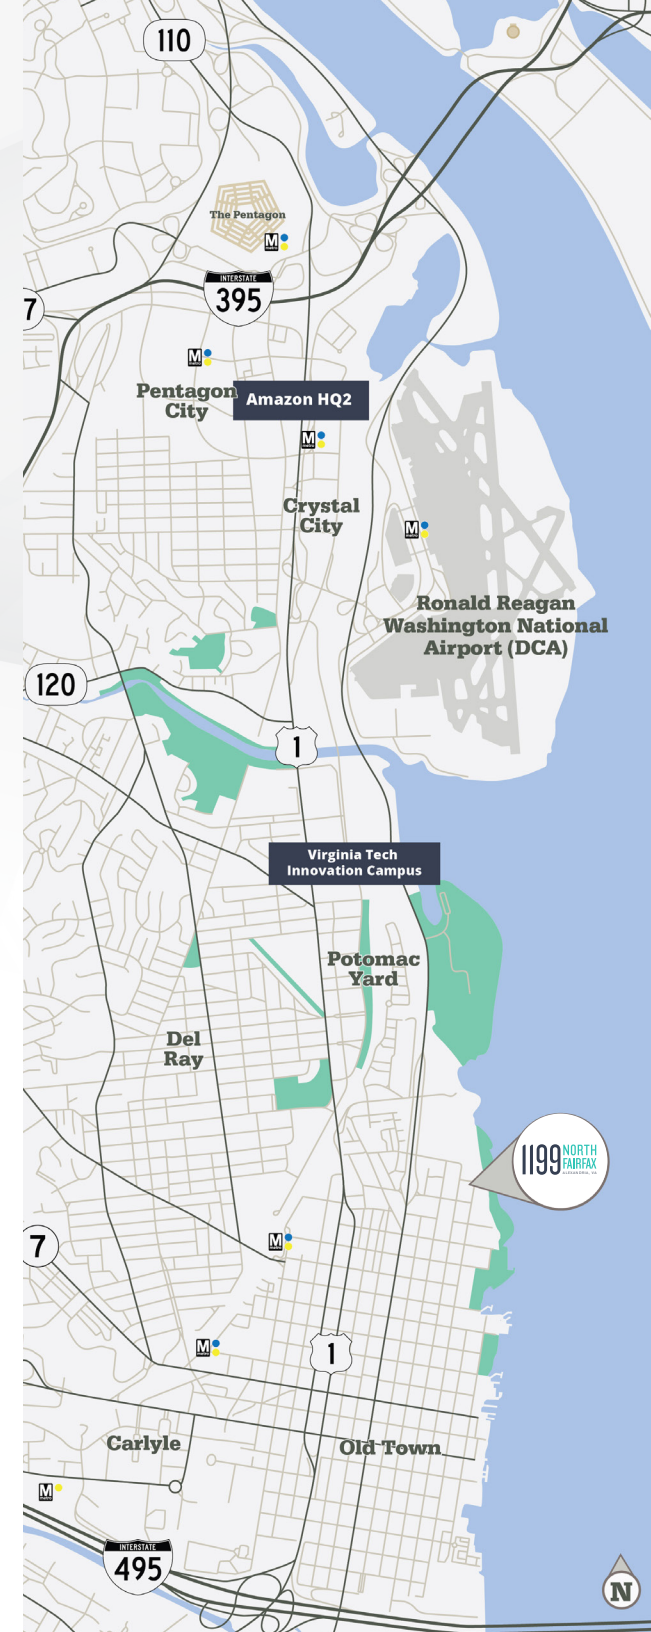 110
The Pentagon
M
INTERSTATE
395
7
M
Pentagon
City
Amazon HQ2
M
Crystal
City
M
Ronald Reagan
Washington National
Airport (DCA)
120
1
Virginia Tech
Innovation Campus
Potomac
Yard
Del
Ray
1199 NORTH
FAIRFAX
M
7
M
1
Carlyle
Old Town
M
INTERSTATE
495
N